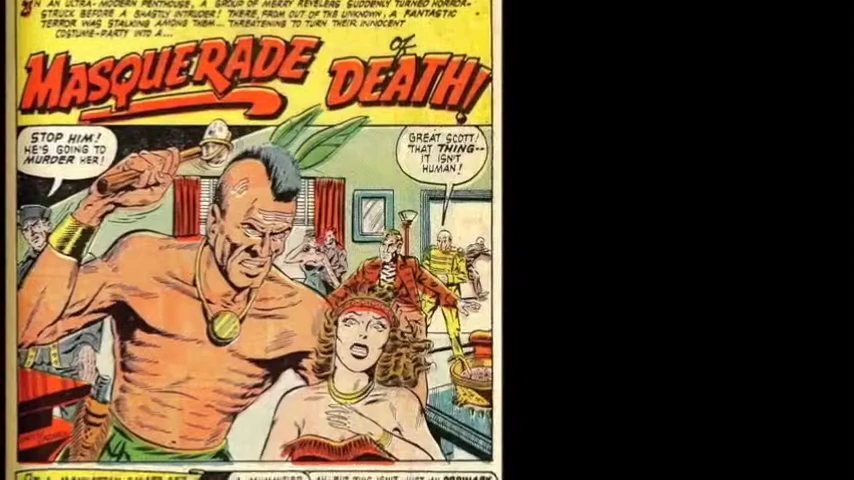 IN AN ULTRA-MODERN PENTHOUSE, A GROUP OF MERRY REVELERS SUDDENLY TURNED HORROR-
STRUCK BEFORE A GHASTLY INTRUDER! THERE, FROM OUT OF THE UNKNOWN, A FANTASTIC
TERROR WAS STALKING AMONG THEM... THREATENING TO TURN THEIR INNOCENT
COSTUME-PARTY INTO A...
MASQUERADE of DEATH!
STOP HIM!
HE'S GOING TO
MURDER HER!
GREAT SCOTT!
THAT THING--
IT ISN'T
HUMAN!